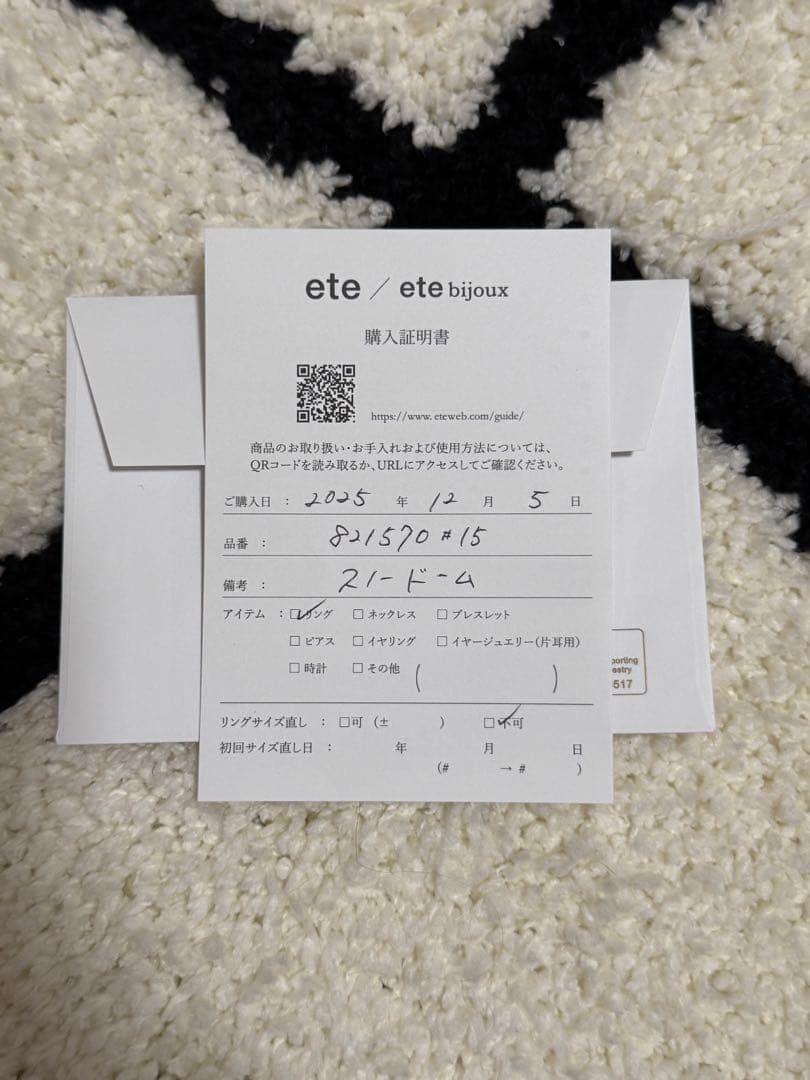 ete / ete bijoux
購入証明書
https://www.eteweb.com/guide/
商品のお取り扱い・お手入れおよび使用方法については、
QRコードを読み取るか、URLにアクセスしてご確認ください。
ご購入日 : 2025 年 12 月 5 日
品番 : 821570 #15
備考 : スノードーム
アイテム : ☑リング □ネックレス □ブレスレット
□ピアス □イヤリング □イヤージュエリー(片耳用)
□時計 □その他 ( )
リングサイズ直し : □可 (± ) ☑不可
初回サイズ直し日 : 年 月 日
(# → # )
porting
estry
517